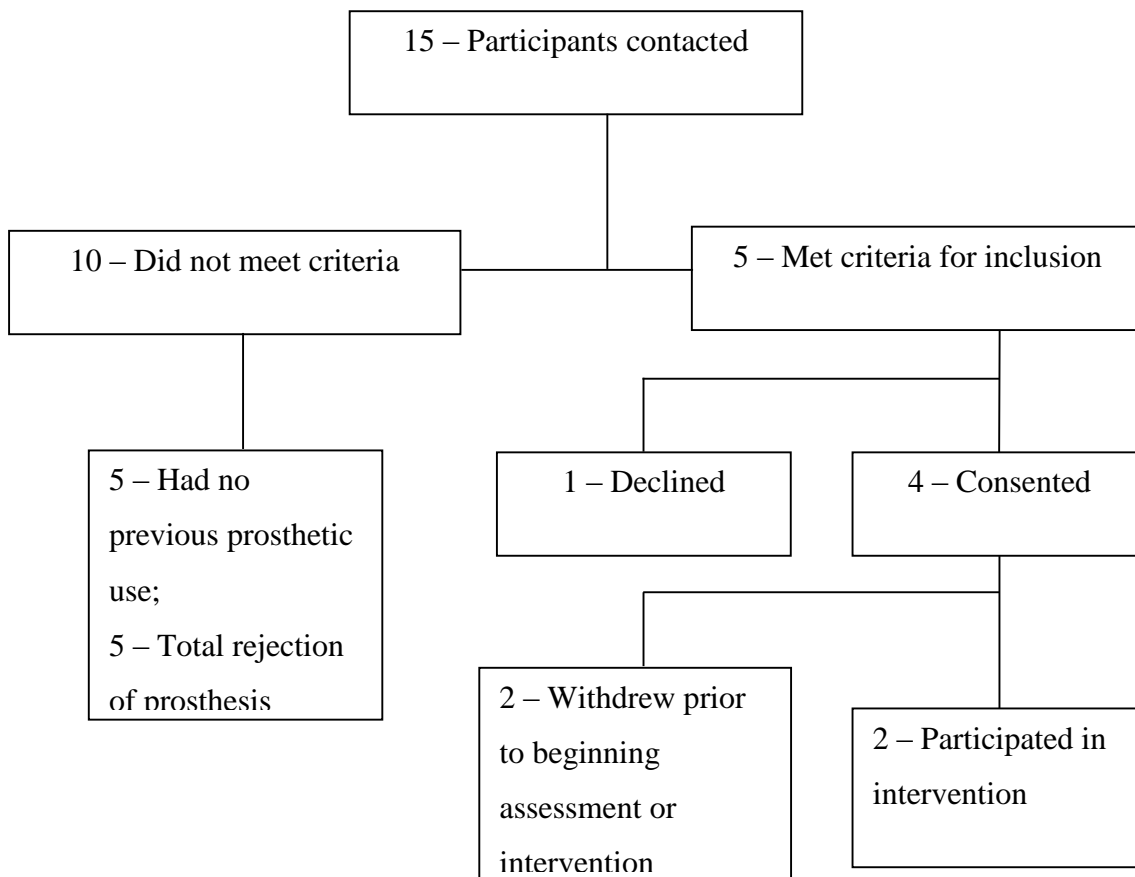 15 – Participants contacted
10 – Did not meet criteria
5 – Met criteria for inclusion
5 – Had no
previous prosthetic
use;
5 – Total rejection
of prosthesis
1 – Declined
4 – Consented
2 – Withdrew prior
to beginning
assessment or
intervention
2 – Participated in
intervention